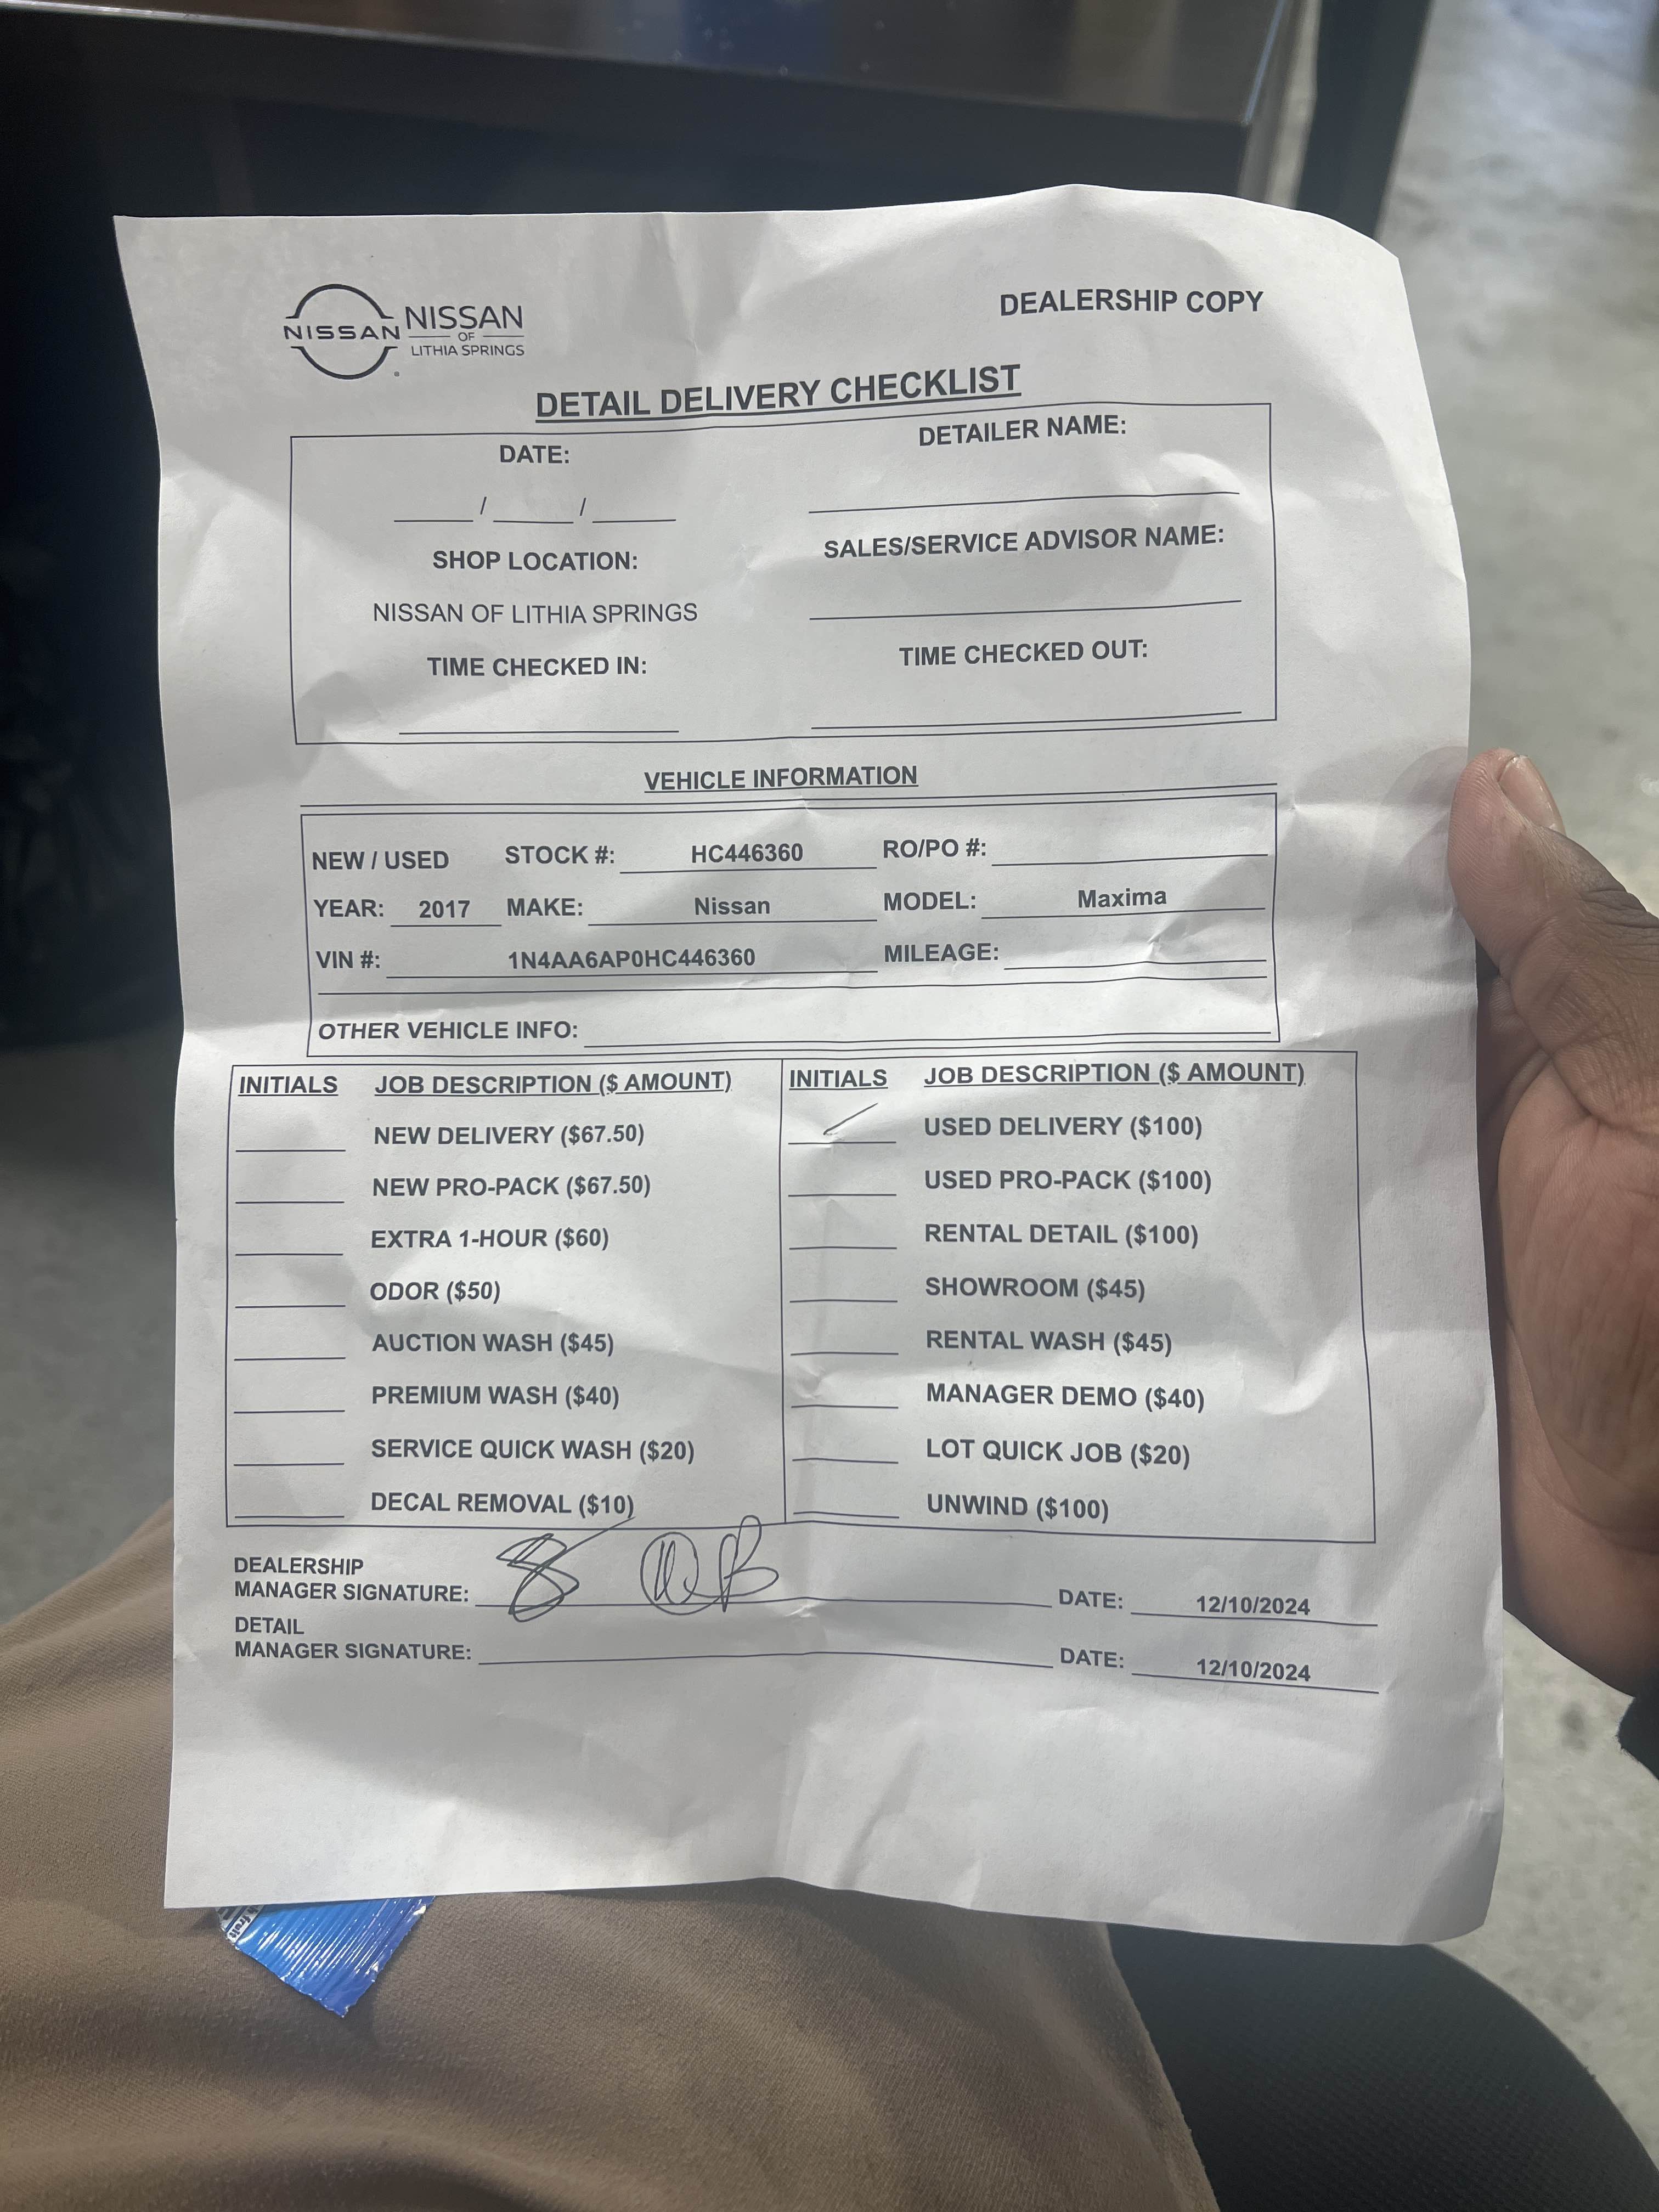 DEALERSHIP COPY
NISSAN
NISSAN
OF
LITHIA SPRINGS
DETAIL DELIVERY CHECKLIST
DATE: DETAILER NAME:
____ / ____ / ____ ____
SHOP LOCATION: SALES/SERVICE ADVISOR NAME:
NISSAN OF LITHIA SPRINGS
TIME CHECKED IN: TIME CHECKED OUT:
VEHICLE INFORMATION
NEW / USED STOCK #: HC446360 RO/PO #:
YEAR: 2017 MAKE: Nissan MODEL: Maxima
VIN #: 1N4AA6AP0HC446360 MILEAGE:
OTHER VEHICLE INFO:
INITIALS JOB DESCRIPTION ($ AMOUNT) INITIALS JOB DESCRIPTION ($ AMOUNT)
NEW DELIVERY ($67.50) USED DELIVERY ($100)
NEW PRO-PACK ($67.50) USED PRO-PACK ($100)
EXTRA 1-HOUR ($60) RENTAL DETAIL ($100)
ODOR ($50) SHOWROOM ($45)
AUCTION WASH ($45) RENTAL WASH ($45)
PREMIUM WASH ($40) MANAGER DEMO ($40)
SERVICE QUICK WASH ($20) LOT QUICK JOB ($20)
DECAL REMOVAL ($10) UNWIND ($100)
DEALERSHIP
MANAGER SIGNATURE: DATE: 12/10/2024
DETAIL
MANAGER SIGNATURE: DATE: 12/10/2024